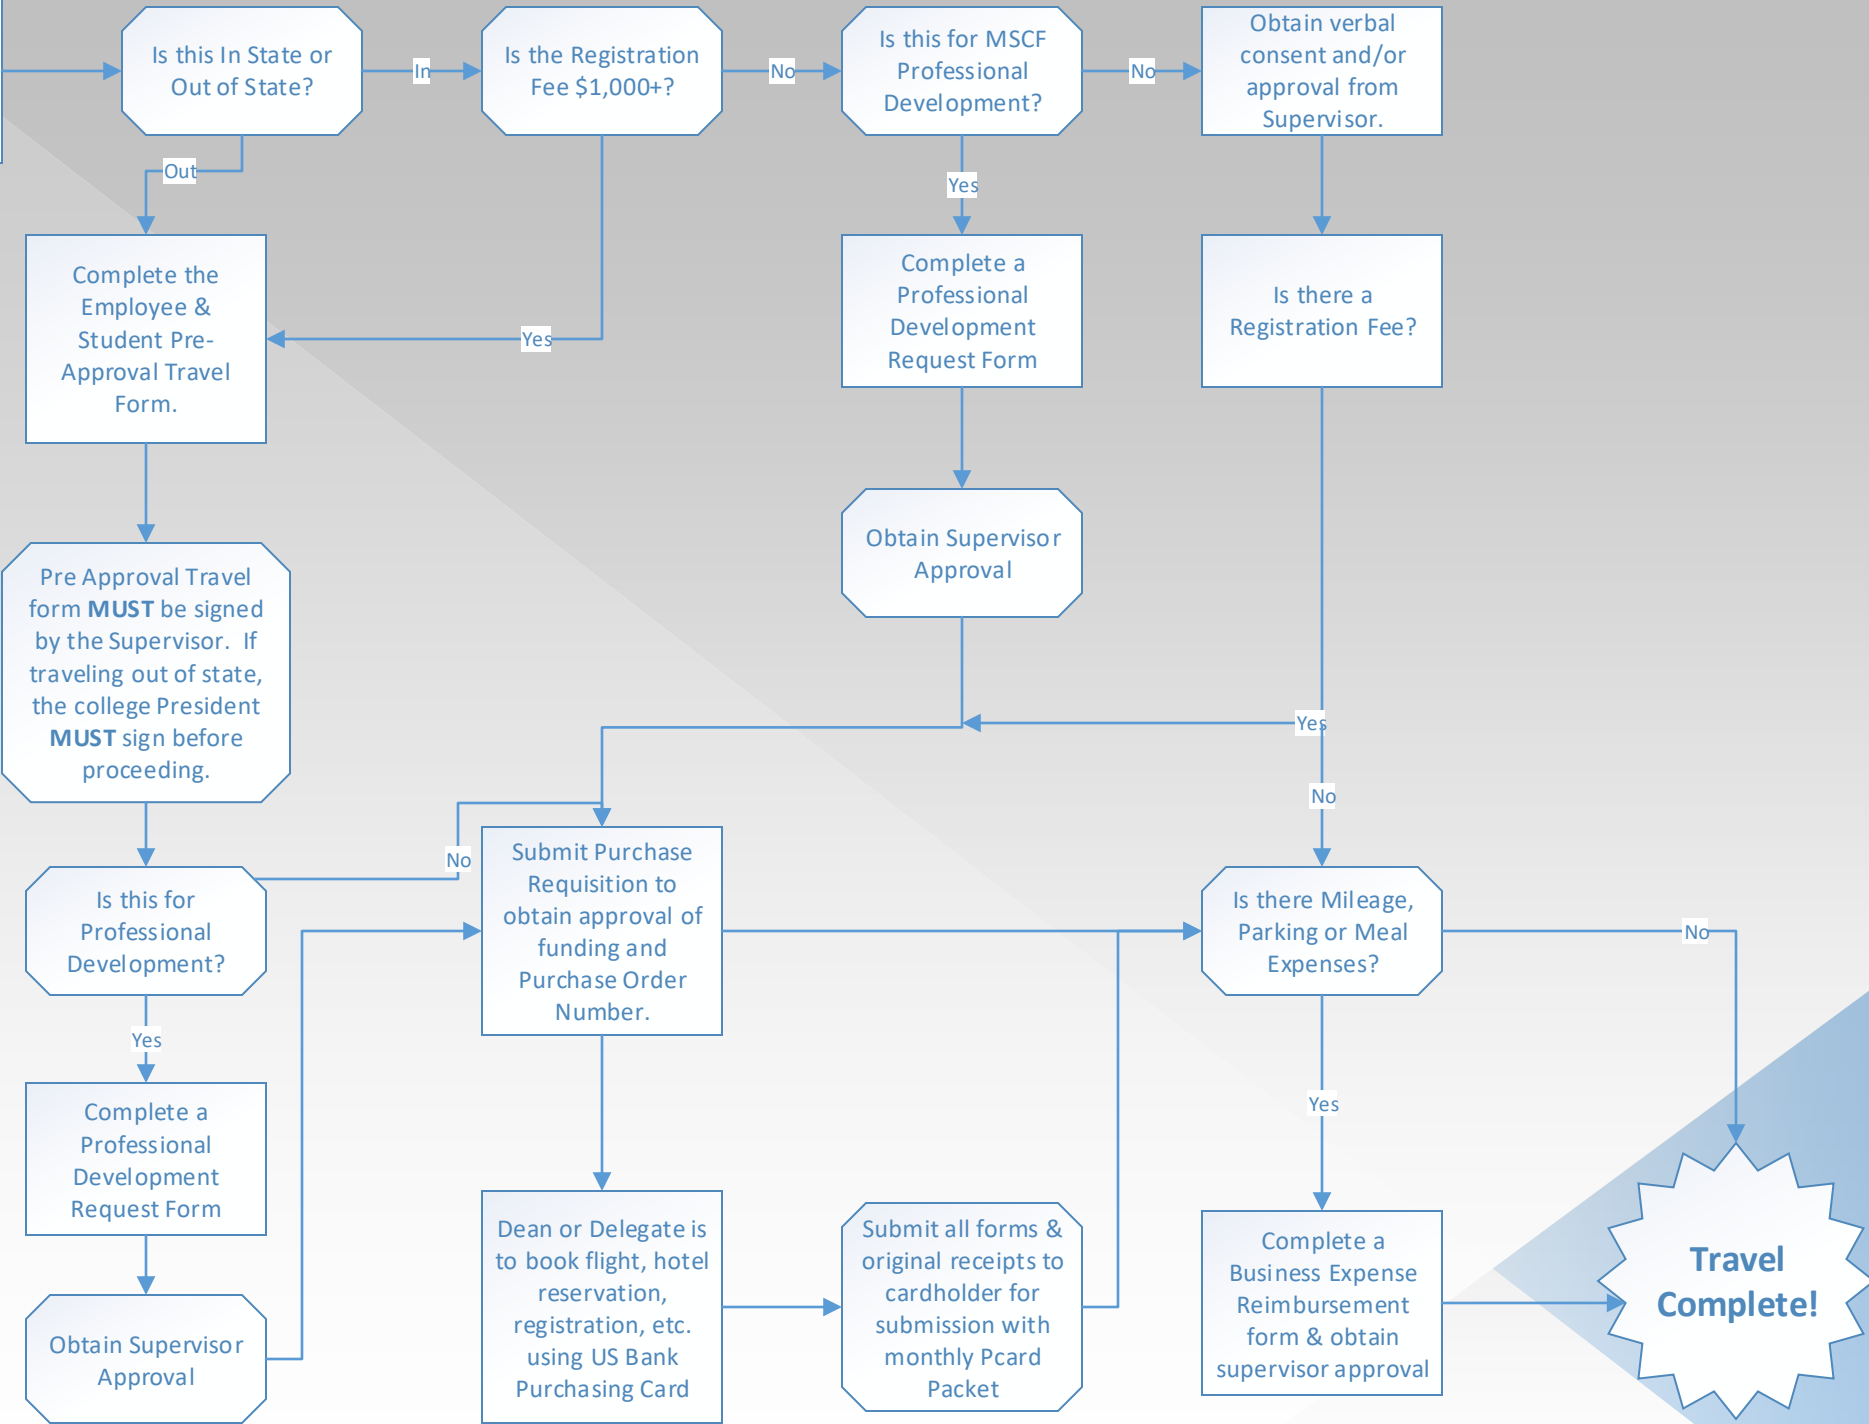 Is this In State or
Out of State?
In
Is the Registration
Fee $1,000+?
No
Is this for MSCF
Professional
Development?
No
Obtain verbal
consent and/or
approval from
Supervisor.
Out
Yes
Complete the
Employee &
Student Pre-
Approval Travel
Form.
Yes
Complete a
Professional
Development
Request Form
Is there a
Registration Fee?
Obtain Supervisor
Approval
Pre Approval Travel
form MUST be signed
by the Supervisor. If
traveling out of state,
the college President
MUST sign before
proceeding.
Yes
No
No
Is this for
Professional
Development?
Submit Purchase
Requisition to
obtain approval of
funding and
Purchase Order
Number.
Is there Mileage,
Parking or Meal
Expenses?
No
Yes
Yes
Complete a
Professional
Development
Request Form
Obtain Supervisor
Approval
Dean or Delegate is
to book flight, hotel
reservation,
registration, etc.
using US Bank
Purchasing Card
Submit all forms &
original receipts to
cardholder for
submission with
monthly Pcard
Packet
Complete a
Business Expense
Reimbursement
form & obtain
supervisor approval
Travel
Complete!